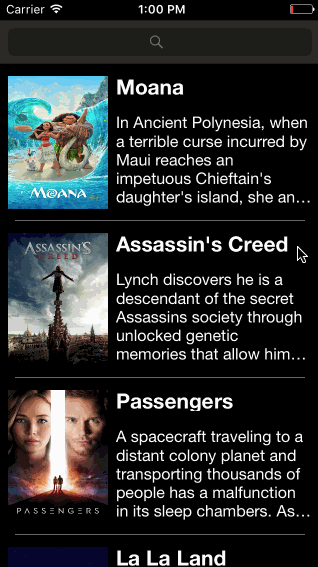 Carrier 1:00 PM
Moana
In Ancient Polynesia, when
a terrible curse incurred by
Maui reaches an
impetuous Chieftain's
daughter's island, she an…
MOANA
Assassin's Creed
ASSASSIN'S
CREED
Lynch discovers he is a
descendant of the secret
Assassins society through
unlocked genetic
memories that allow him…
Passengers
A spacecraft traveling to a
distant colony planet and
transporting thousands of
people has a malfunction
in its sleep chambers. As…
PASSENGERS
La La Land